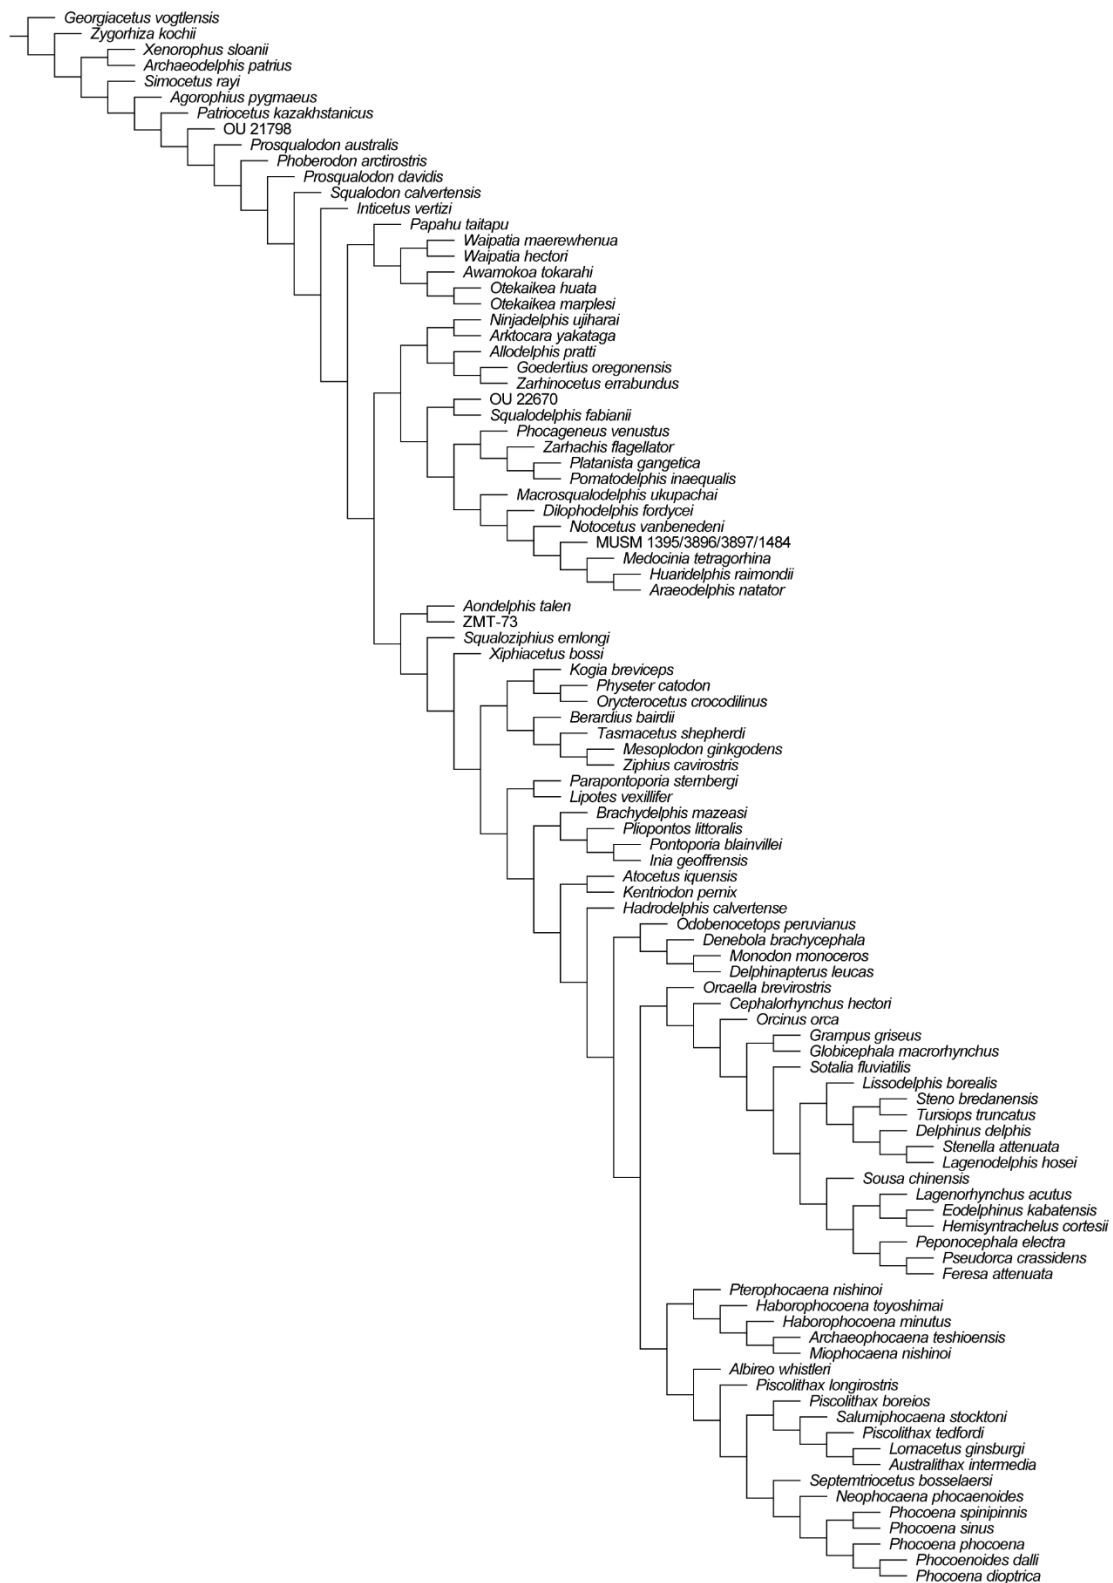 Georgiacetus vogtlensis
Zygorhiza kochii
Xenorophus sloanii
Archaeodelphis patrius
Simocetus rayi
Agorophius pygmaeus
Patriocetus kazakhstanicus
OU 21798
Prosqualodon australis
Phoberodon arctirostris
Prosqualodon davidis
Squalodon calvertensis
Inticetus vertizi
Papahu taitapu
Waipatia maerewhenua
Waipatia hectori
Awamokoa tokarahi
Otekaikea huata
Otekaikea marplesi
Ninjadelphis ujiharai
Arktocara yakataga
Allodelphis pratti
Goedertius oregonensis
Zarhinocetus errabundus
OU 22670
Squalodelphis fabianii
Phocageneus venustus
Zarhachis flagellator
Platanista gangetica
Pomatodelphis inaequalis
Macrosqualodelphis ukupachai
Dilophodelphis fordycei
Notocetus vanbenedeni
MUSM 1395/3896/3897/1484
Medocinia tetragorhina
Huaridelphis raimondii
Araeodelphis natator
Aondelphis talen
ZMT-73
Squaloziphius emlongi
Xiphiacetus bossi
Kogia breviceps
Physeter catodon
Orycterocetus crocodilinus
Berardius bairdii
Tasmacetus shepherdi
Mesoplodon ginkgodens
Ziphius cavirostris
Parapontoporia sternbergi
Lipotes vexillifer
Brachydelphis mazeasi
Pliopontos littoralis
Pontoporia blainvillei
Inia geoffrensis
Atocetus iquensis
Kentriodon pernix
Hadrodelphis calvertense
Odobenocetops peruvianus
Denebola brachycephala
Monodon monoceros
Delphinapterus leucas
Orcaella brevirostris
Cephalorhynchus hectori
Orcinus orca
Grampus griseus
Globicephala macrorhynchus
Sotalia fluviatilis
Lissodelphis borealis
Steno bredanensis
Tursiops truncatus
Delphinus delphis
Stenella attenuata
Lagenodelphis hosei
Sousa chinensis
Lagenorhynchus acutus
Eodelphinus kabatensis
Hemisyntrachelus cortesii
Peponocephala electra
Pseudorca crassidens
Feresa attenuata
Pterophocaena nishinoi
Haborophocoena toyoshimai
Haborophocoena minutus
Archaeophocaena teshioensis
Miophocaena nishinoi
Albireo whistleri
Piscolithax longirostris
Piscolithax boreios
Salumiphocaena stocktoni
Piscolithax tedfordi
Lomacetus ginsburgi
Australithax intermedia
Septemtriocetus bosselaersi
Neophocaena phocaenoides
Phocoena spinipinnis
Phocoena sinus
Phocoena phocoena
Phocoenoides dalli
Phocoena dioptrica